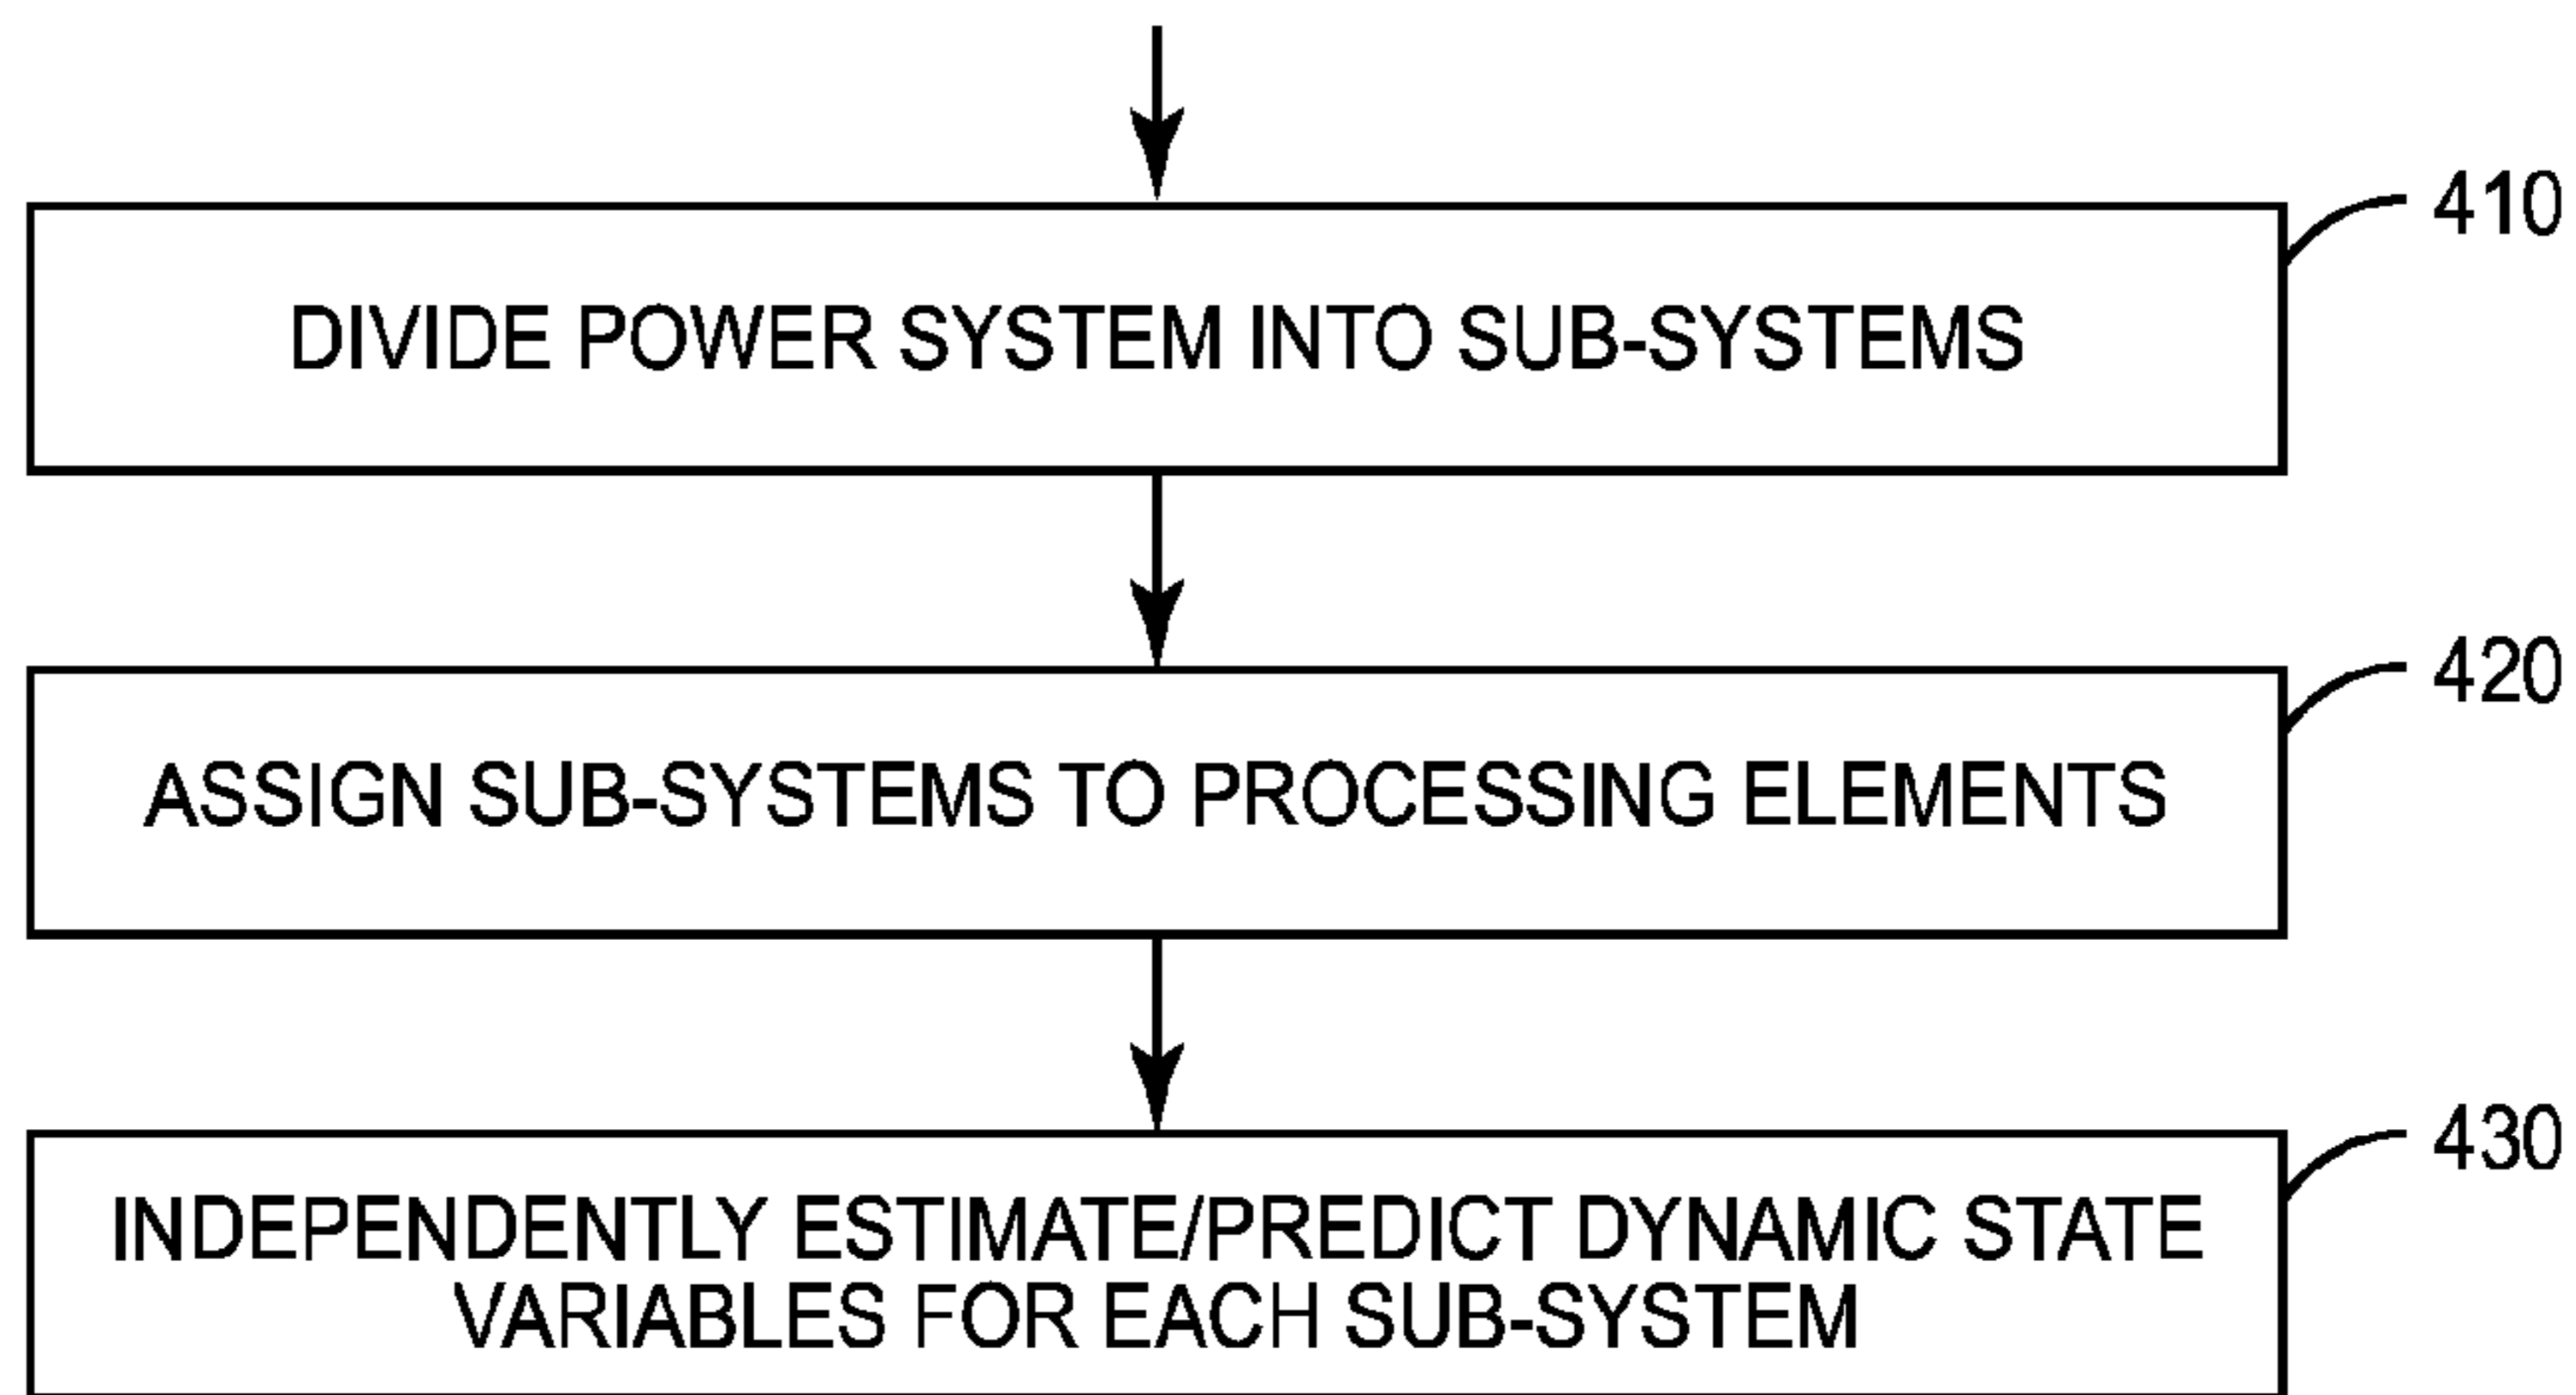 410
DIVIDE POWER SYSTEM INTO SUB-SYSTEMS
420
ASSIGN SUB-SYSTEMS TO PROCESSING ELEMENTS
430
INDEPENDENTLY ESTIMATE/PREDICT DYNAMIC STATE
VARIABLES FOR EACH SUB-SYSTEM